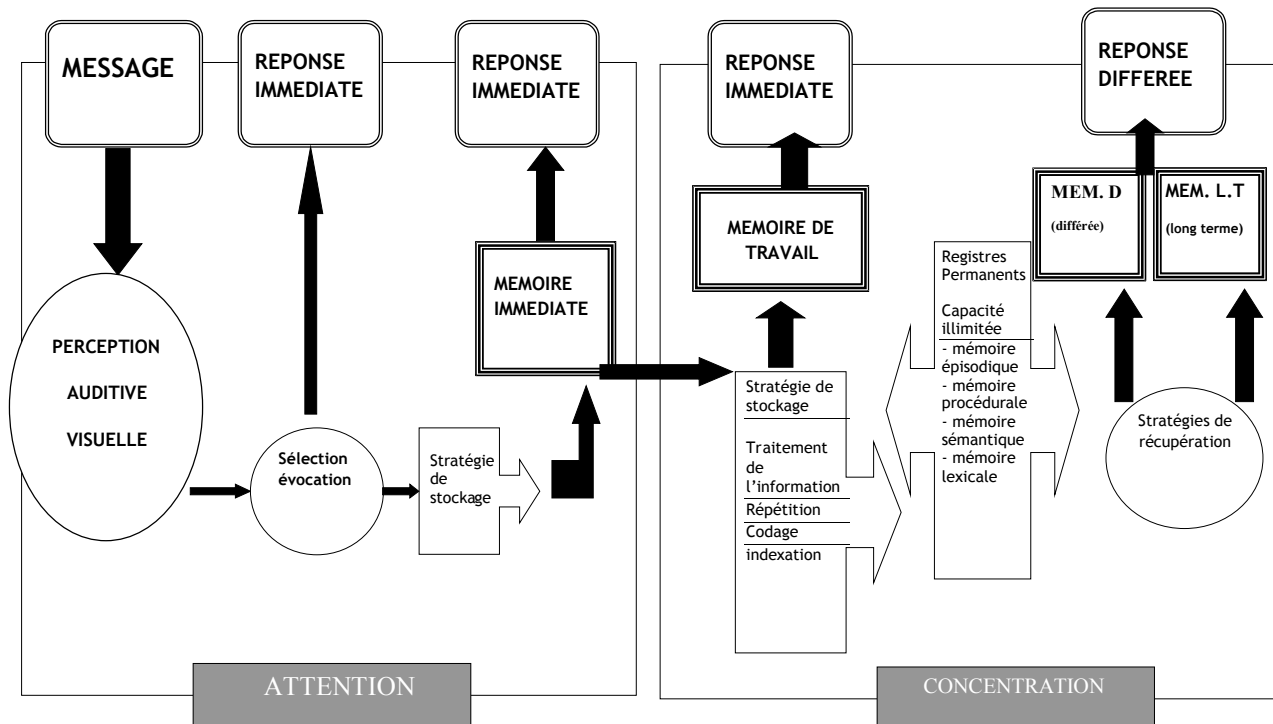 MESSAGE
REPONSE
IMMEDIATE
REPONSE
IMMEDIATE
REPONSE
IMMEDIATE
REPONSE
DIFFEREE
PERCEPTION
AUDITIVE
VISUELLE
Sélection
évocation
Stratégie
de
stockage
MEMOIRE
IMMEDIATE
MEMOIRE DE
TRAVAIL
MEM. D
(différée)
MEM. L.T
(long terme)
Stratégie de
stockage
Traitement
de
l’information
Répétition
Codage
indexation
Registres
Permanents
Capacité
illimitée
- mémoire
épisodique
- mémoire
procédurale
- mémoire
sémantique
- mémoire
lexicale
Stratégies de
récupération
ATTENTION
CONCENTRATION